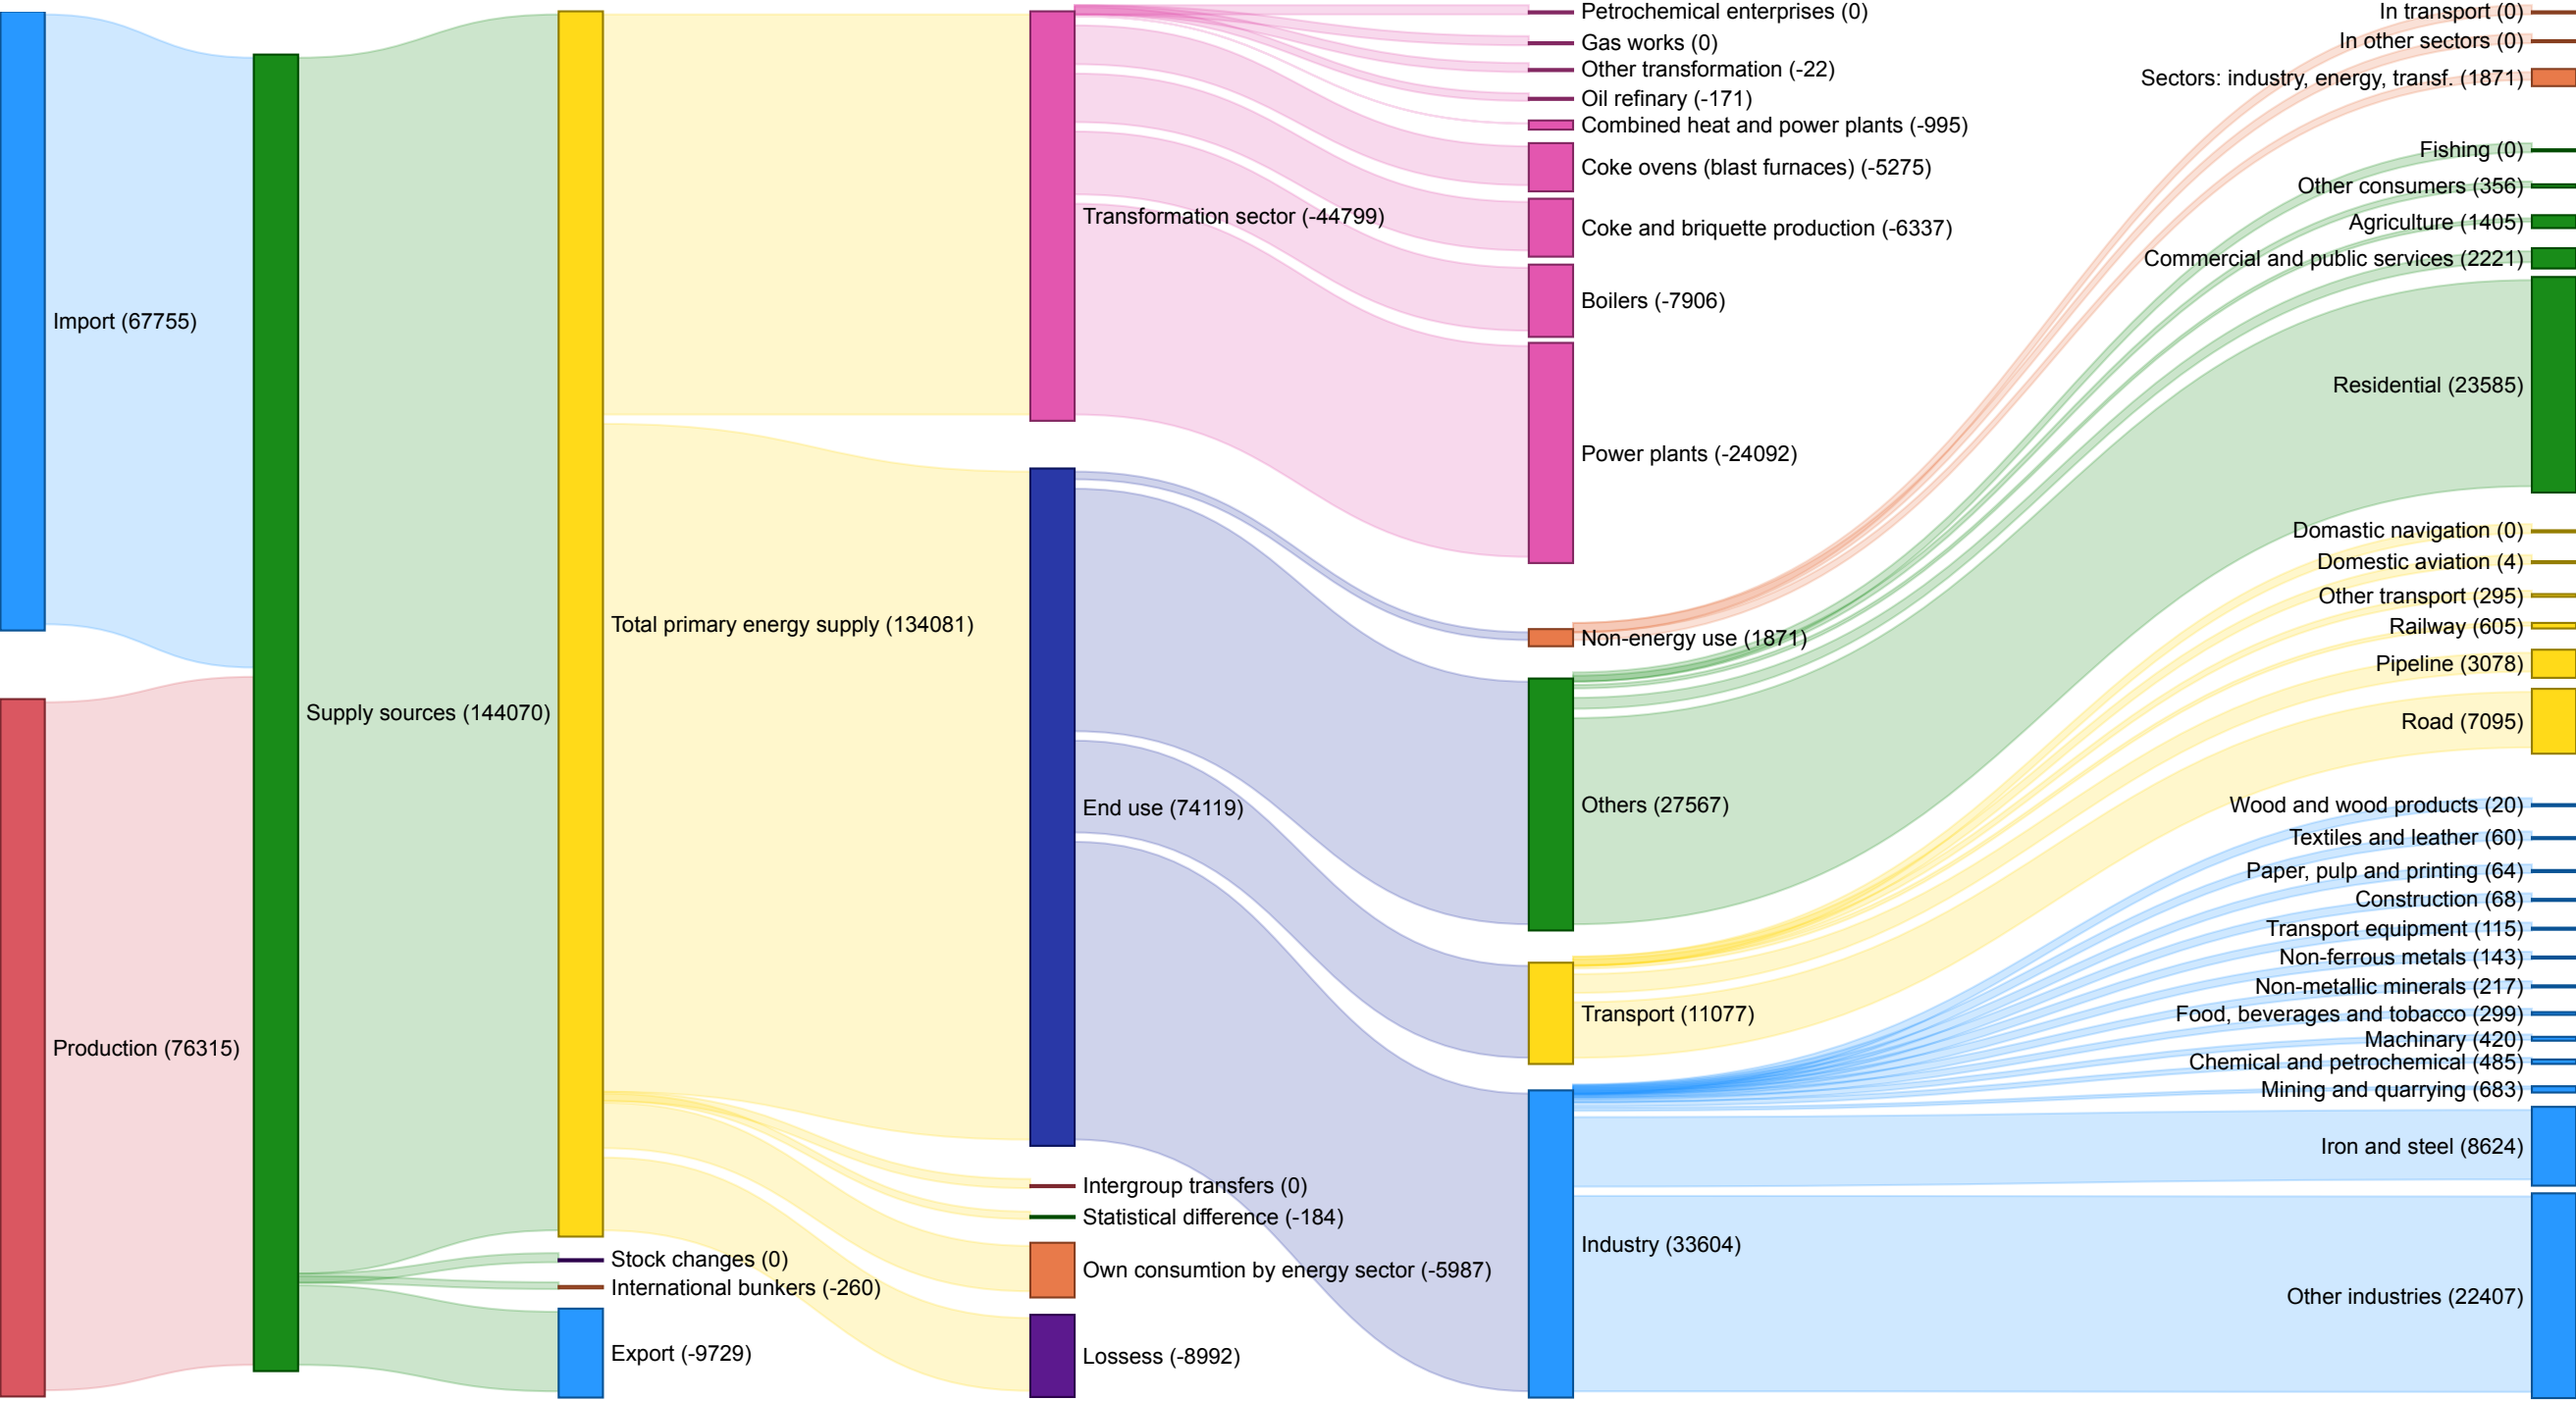 Import (67755)
Production (76315)
Supply sources (144070)
Total primary energy supply (134081)
Stock changes (0)
International bunkers (-260)
Export (-9729)
Transformation sector (-44799)
End use (74119)
Intergroup transfers (0)
Statistical difference (-184)
Own consumtion by energy sector (-5987)
Lossess (-8992)
Petrochemical enterprises (0)
Gas works (0)
Other transformation (-22)
Oil refinary (-171)
Combined heat and power plants (-995)
Coke ovens (blast furnaces) (-5275)
Coke and briquette production (-6337)
Boilers (-7906)
Power plants (-24092)
Non-energy use (1871)
Others (27567)
Transport (11077)
Industry (33604)
In transport (0)
In other sectors (0)
Sectors: industry, energy, transf. (1871)
Fishing (0)
Other consumers (356)
Agriculture (1405)
Commercial and public services (2221)
Residential (23585)
Domastic navigation (0)
Domestic aviation (4)
Other transport (295)
Railway (605)
Pipeline (3078)
Road (7095)
Wood and wood products (20)
Textiles and leather (60)
Paper, pulp and printing (64)
Construction (68)
Transport equipment (115)
Non-ferrous metals (143)
Non-metallic minerals (217)
Food, beverages and tobacco (299)
Machinary (420)
Chemical and petrochemical (485)
Mining and quarrying (683)
Iron and steel (8624)
Other industries (22407)